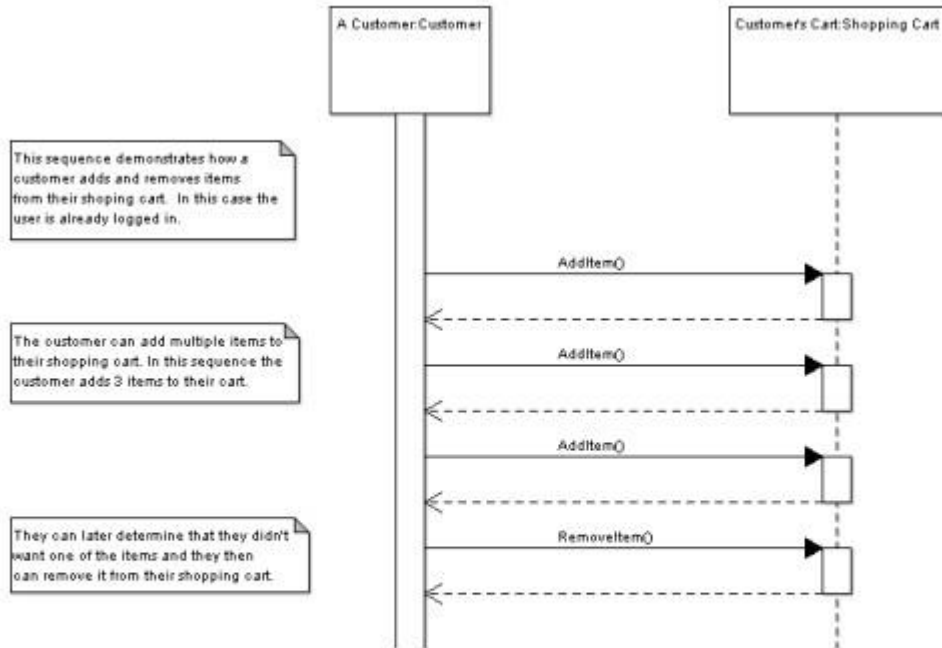 A Customer:Customer
Customer's Cart:Shopping Cart
This sequence demonstrates how a
customer adds and removes items
from their shoping cart.  In this case the
user is already logged in.
AddItem()
The customer can add multiple items to
their shopping cart. In this sequence the
customer adds 3 items to their cart.
AddItem()
AddItem()
They can later determine that they didn't
want one of the items and they then
can remove it from their shopping cart.
RemoveItem()